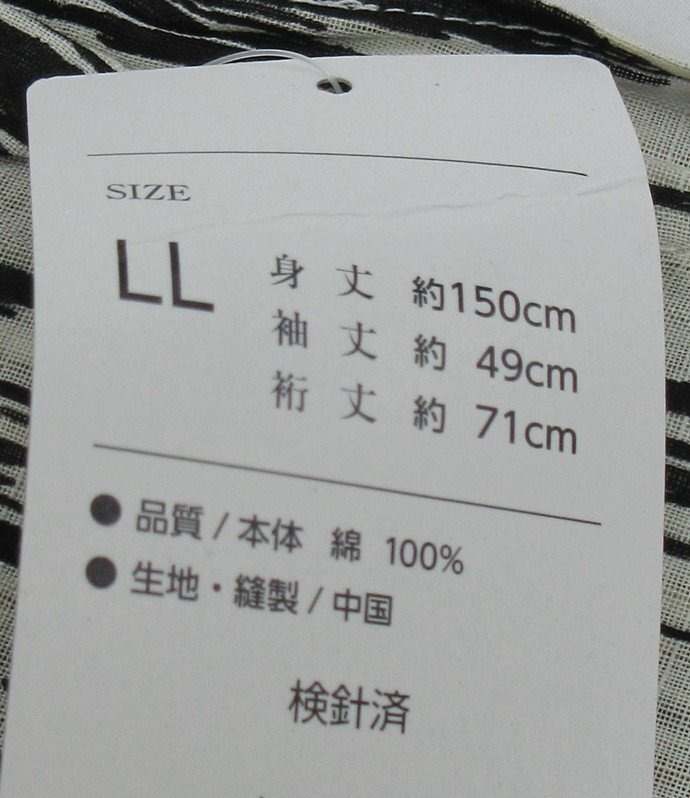 SIZE
LL
身丈 約150cm
袖丈 約 49cm
裄丈 約 71cm
● 品質 / 本体 綿 100%
● 生地・縫製 / 中国
検針済